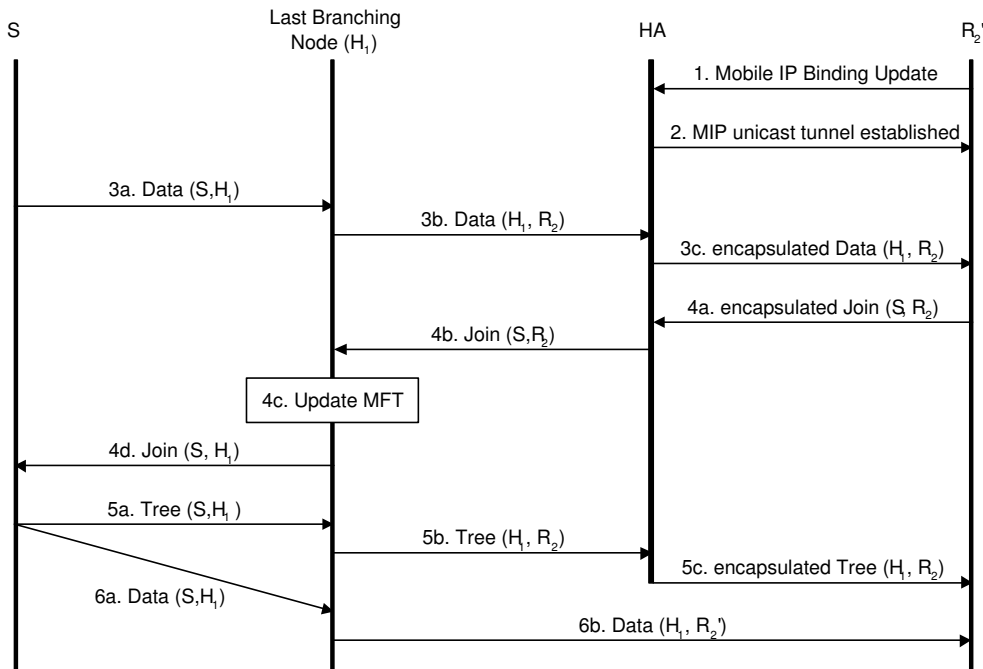 S
Last Branching
Node (H₁)
HA
R₂'
1. Mobile IP Binding Update
2. MIP unicast tunnel established
3a. Data (S,H₁)
3b. Data (H₁, R₂)
3c. encapsulated Data (H₁, R₂)
4a. encapsulated Join (S, R₂)
4b. Join (S,R₂)
4c. Update MFT
4d. Join (S, H₁)
5a. Tree (S,H₁ )
5b. Tree (H₁, R₂)
5c. encapsulated Tree (H₁, R₂)
6a. Data (S,H₁)
6b. Data (H₁, R₂')